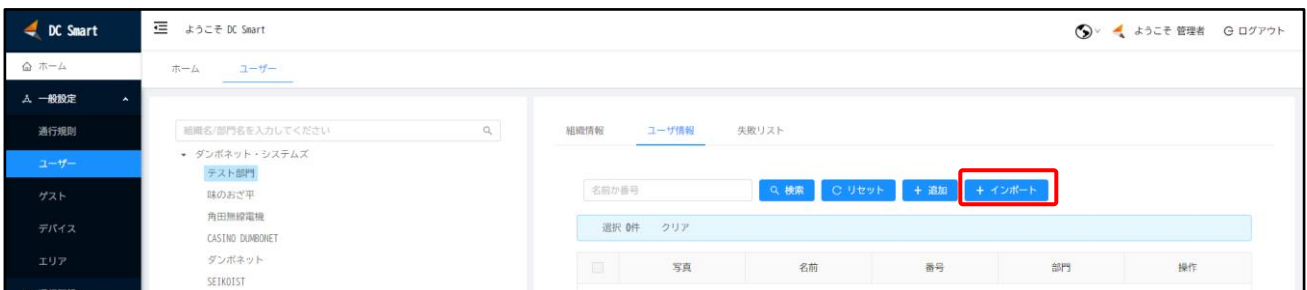 DC Smart
ようこそ DC Smart
ようこそ 管理者
ログアウト
ホーム
一般設定
通行規則
ユーザー
ゲスト
デバイス
エリア
ホーム ユーザー
組織名/部門名を入力してください
ダンボネット・システムズ
テスト部門
味のおざ平
角田無線電機
CASINO DUMBONET
ダンボネット
SEIKOIST
組織情報 ユーザ情報 失敗リスト
名前か番号
検索 リセット + 追加 + インポート
選択 0件 クリア
写真 名前 番号 部門 操作